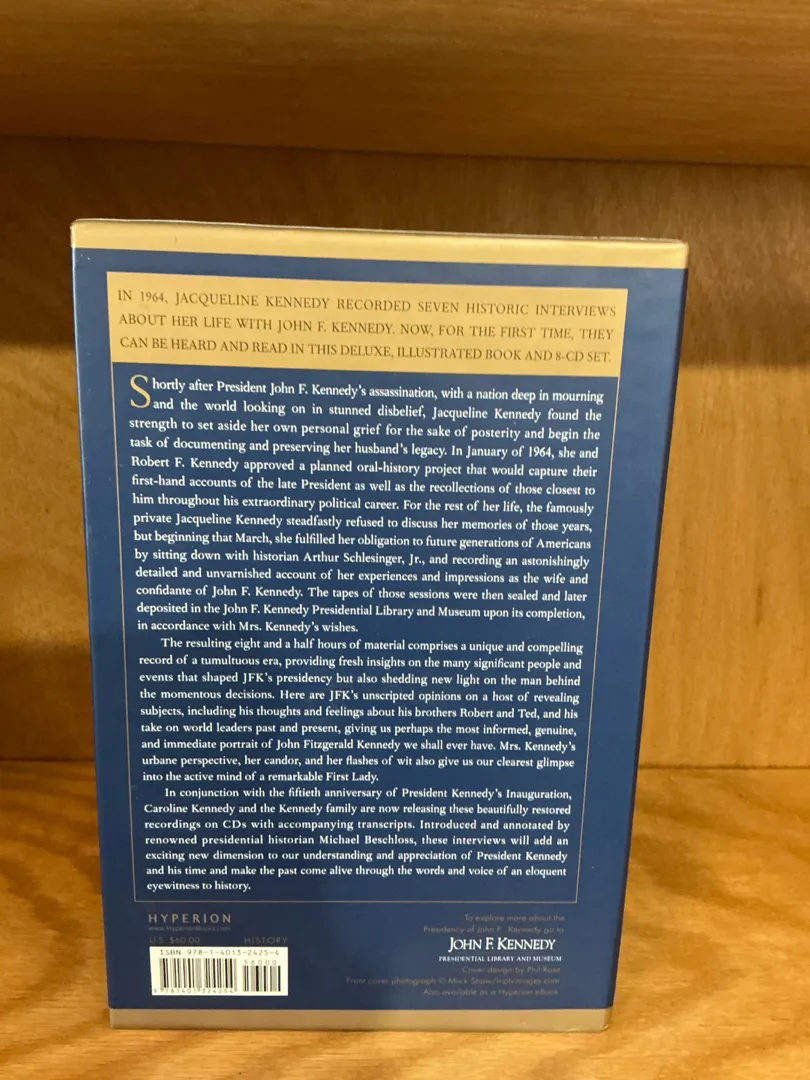 IN 1964, JACQUELINE KENNEDY RECORDED SEVEN HISTORIC INTERVIEWS
ABOUT HER LIFE WITH JOHN F. KENNEDY. NOW, FOR THE FIRST TIME, THEY
CAN BE HEARD AND READ IN THIS DELUXE, ILLUSTRATED BOOK AND 8-CD SET.
Shortly after President John F. Kennedy's assassination, with a nation deep in mourning
and the world looking on in stunned disbelief, Jacqueline Kennedy found the
strength to set aside her own personal grief for the sake of posterity and begin the
task of documenting and preserving her husband's legacy. In January of 1964, she and
Robert F. Kennedy approved a planned oral-history project that would capture their
first-hand accounts of the late President as well as the recollections of those closest to
him throughout his extraordinary political career. For the rest of her life, the famously
private Jacqueline Kennedy steadfastly refused to discuss her memories of those years,
but beginning that March, she fulfilled her obligation to future generations of Americans
by sitting down with historian Arthur Schlesinger, Jr., and recording an astonishingly
detailed and unvarnished account of her experiences and impressions as the wife and
confidante of John F. Kennedy. The tapes of those sessions were then sealed and later
deposited in the John F. Kennedy Presidential Library and Museum upon its completion,
in accordance with Mrs. Kennedy's wishes.
The resulting eight and a half hours of material comprises a unique and compelling
record of a tumultuous era, providing fresh insights on the many significant people and
events that shaped JFK's presidency but also shedding new light on the man behind
the momentous decisions. Here are JFK's unscripted opinions on a host of revealing
subjects, including his thoughts and feelings about his brothers Robert and Ted, and his
take on world leaders past and present, giving us perhaps the most informed, genuine,
and immediate portrait of John Fitzgerald Kennedy we shall ever have. Mrs. Kennedy's
urbane perspective, her candor, and her flashes of wit also give us our clearest glimpse
into the active mind of a remarkable First Lady.
In conjunction with the fiftieth anniversary of President Kennedy's Inauguration,
Caroline Kennedy and the Kennedy family are now releasing these beautifully restored
recordings on CDs with accompanying transcripts. Introduced and annotated by
renowned presidential historian Michael Beschloss, these interviews will add an
exciting new dimension to our understanding and appreciation of President Kennedy
and his time and make the past come alive through the words and voice of an eloquent
eyewitness to history.
HYPERION
www.HyperionBooks.com
U.S. $60.00 HISTORY
ISBN 978-1-4013-2425-4
56000
9 781401 324254
To explore more about the
Presidency of John F. Kennedy go to
JOHN F. KENNEDY
PRESIDENTIAL LIBRARY AND MUSEUM
Cover design by Phil Rose
Front cover photograph © Mark Shaw/mptvimages.com
Also available as a Hyperion eBook